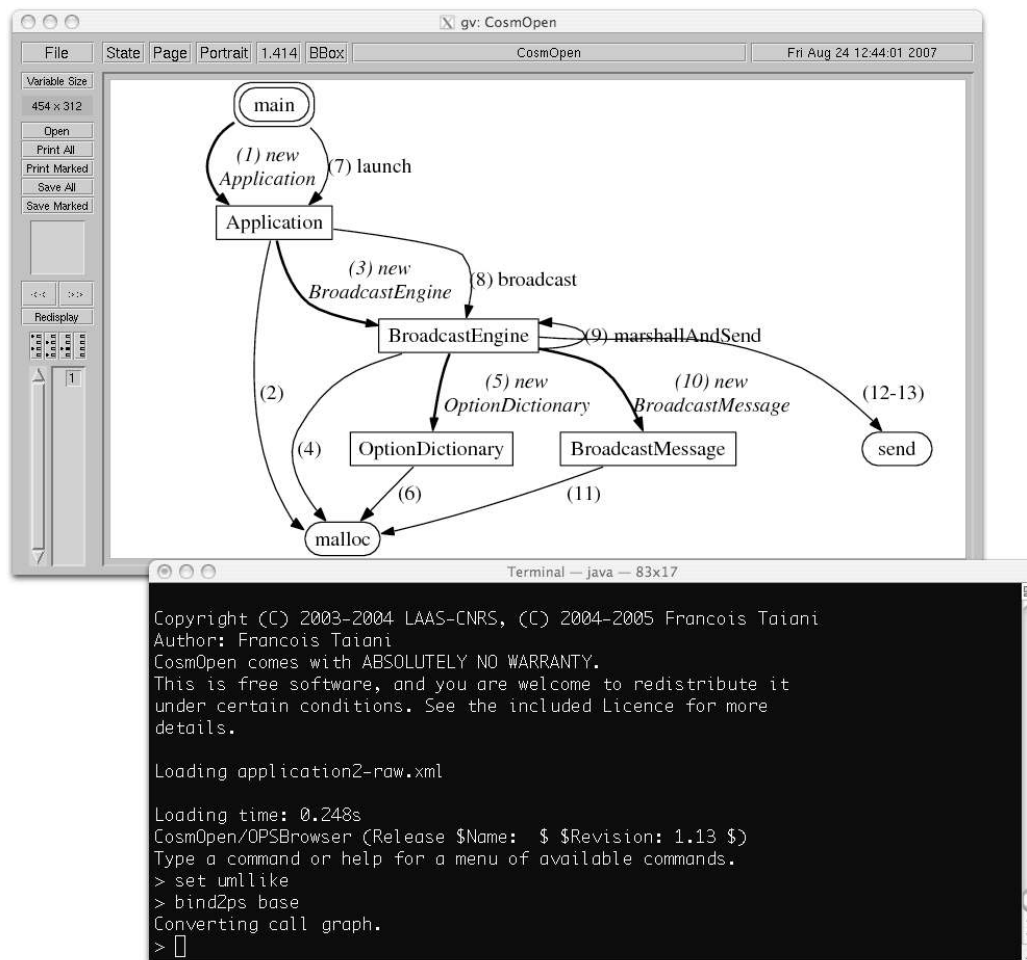 gv: CosmOpen
File State Page Portrait 1.414 BBox CosmOpen Fri Aug 24 12:44:01 2007
Variable Size
454 x 312
Open
Print All
Print Marked
Save All
Save Marked
<< >>
Redisplay
1
main
(1) new
Application
(7) launch
Application
(3) new
BroadcastEngine
(8) broadcast
BroadcastEngine
(9) marshallAndSend
(2)
(5) new
OptionDictionary
(10) new
BroadcastMessage
(12-13)
(4)
OptionDictionary
BroadcastMessage
send
(6)
(11)
malloc
Terminal — java — 83x17
Copyright (C) 2003-2004 LAAS-CNRS, (C) 2004-2005 Francois Taiani
Author: Francois Taiani
CosmOpen comes with ABSOLUTELY NO WARRANTY.
This is free software, and you are welcome to redistribute it
under certain conditions. See the included Licence for more
details.
Loading application2-raw.xml
Loading time: 0.248s
CosmOpen/OPSBrowser (Release $Name:  $ $Revision: 1.13 $)
Type a command or help for a menu of available commands.
> set umllike
> bind2ps base
Converting call graph.
>